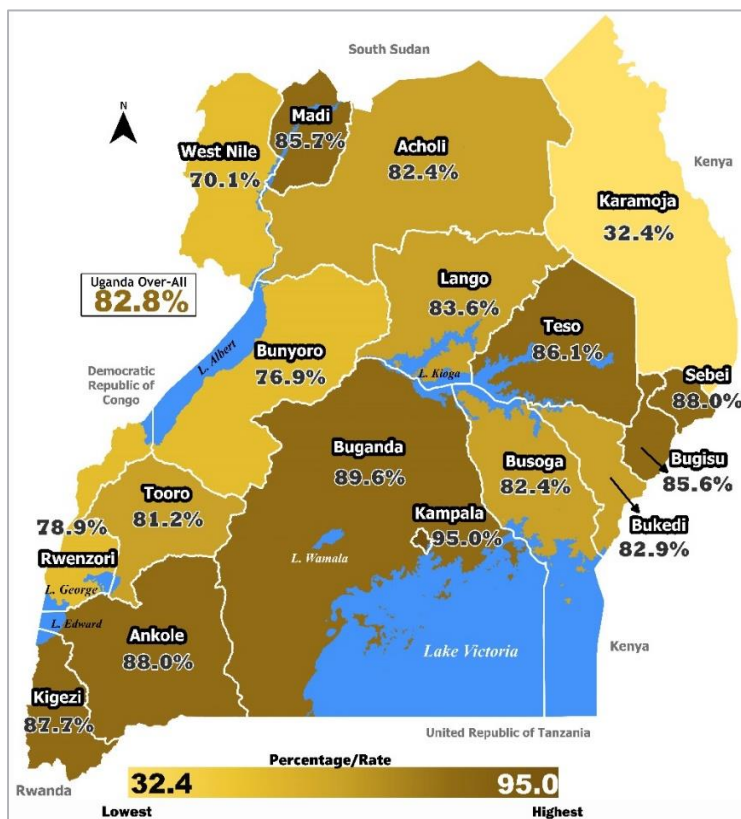 South Sudan
N
Madi
85.7%
West Nile
70.1%
Acholi
82.4%
Kenya
Karamoja
32.4%
Uganda Over-All
82.8%
Lango
83.6%
Teso
86.1%
L. Albert
Bunyoro
76.9%
Democratic
Republic of
Congo
L. Kioga
Sebei
88.0%
Buganda
89.6%
Busoga
82.4%
Bugisu
85.6%
Tooro
81.2%
Kampala
95.0%
Bukedi
82.9%
78.9%
Rwenzori
L. Wamala
L. George
L. Edward
Ankole
88.0%
Lake Victoria
Kenya
Kigezi
87.7%
United Republic of Tanzania
Percentage/Rate
32.4
95.0
Rwanda
Lowest
Highest